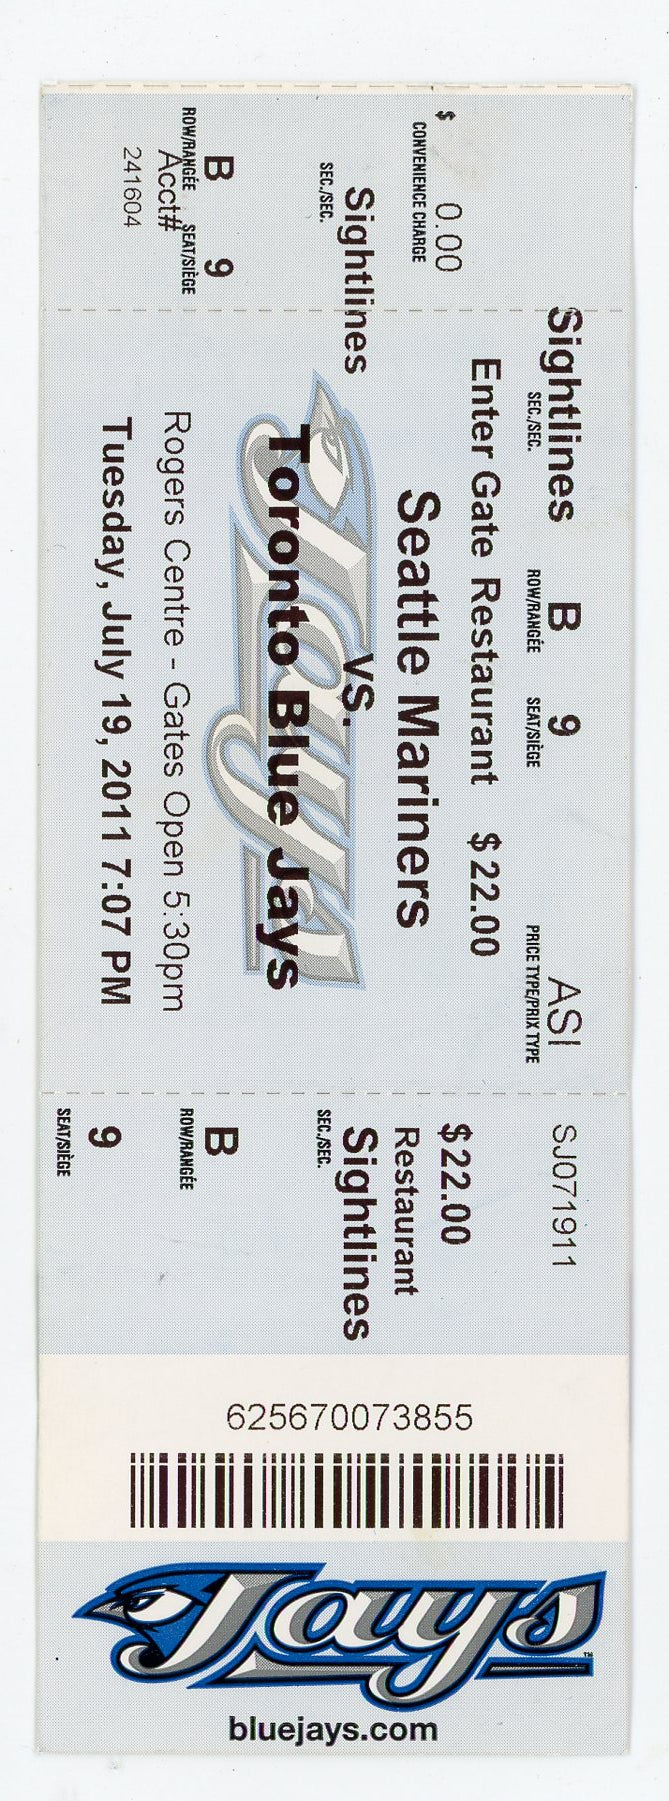 $ 0.00
CONVENIENCE CHARGE
Sightlines
SEC./SEC.
B 9
ROW/RANGÉE SEAT/SIÈGE
Acct#
241604
Sightlines B 9 ASI
SEC./SEC. ROW/RANGÉE SEAT/SIÈGE PRICE TYPE/PRIX TYPE
Enter Gate Restaurant $22.00
Seattle Mariners
vs.
Toronto Blue Jays
Jays
Rogers Centre - Gates Open 5:30pm
Tuesday, July 19, 2011 7:07 PM
SJ071911
$22.00
Restaurant
Sightlines
SEC./SEC.
B
ROW/RANGÉE
9
SEAT/SIÈGE
625670073855
Jays™
bluejays.com